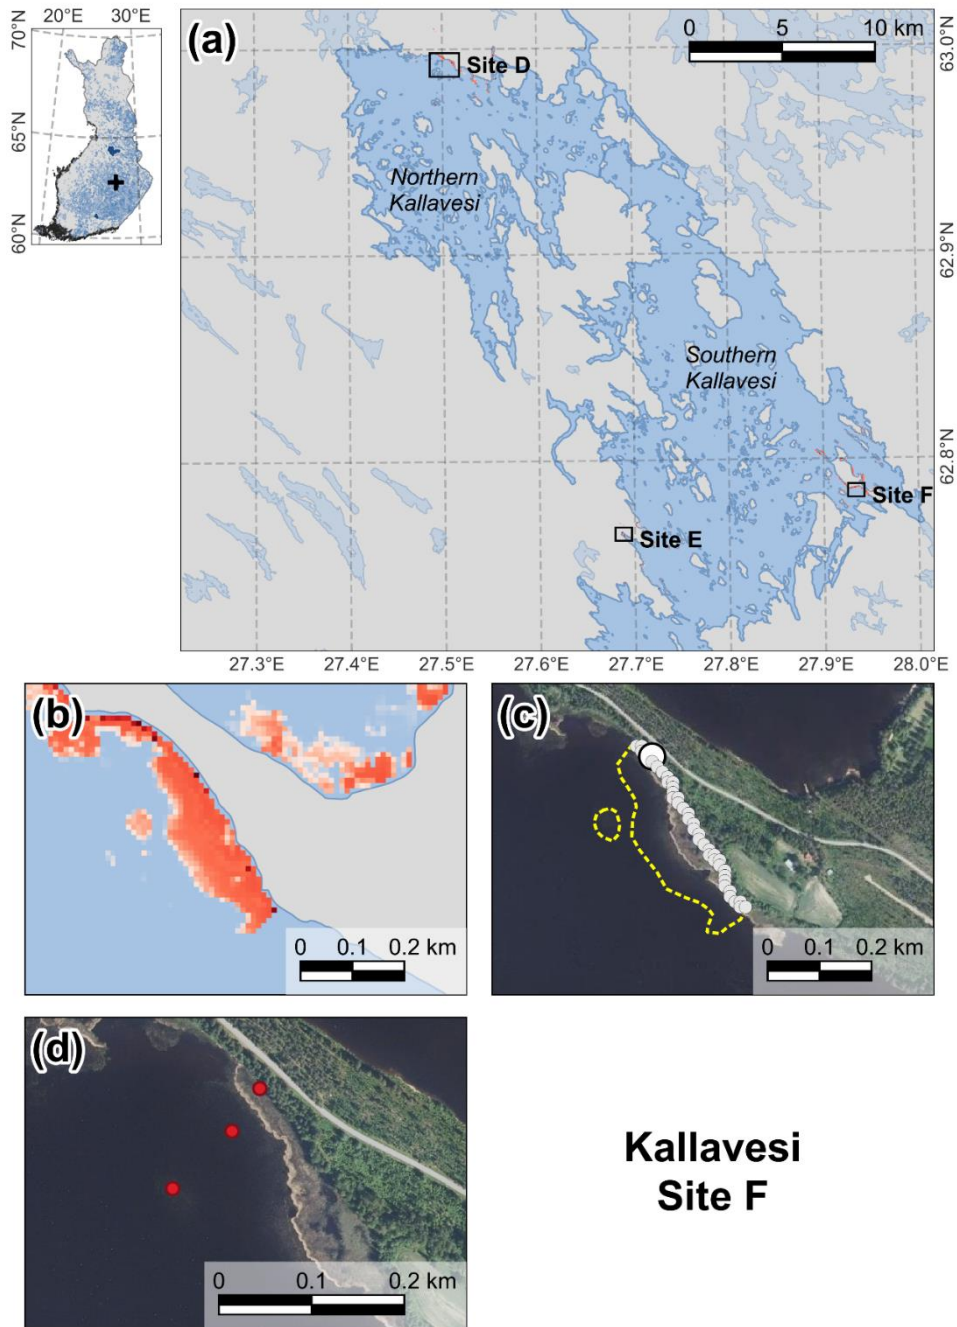 20°E 30°E
70°N
65°N
60°N
(a)
0 5 10 km
63.0°N
Site D
Northern
Kallavesi
62.9°N
Southern
Kallavesi
62.8°N
Site F
Site E
27.3°E 27.4°E 27.5°E 27.6°E 27.7°E 27.8°E 27.9°E 28.0°E
(b)
0 0.1 0.2 km
(c)
0 0.1 0.2 km
(d)
0 0.1 0.2 km
Kallavesi
Site F